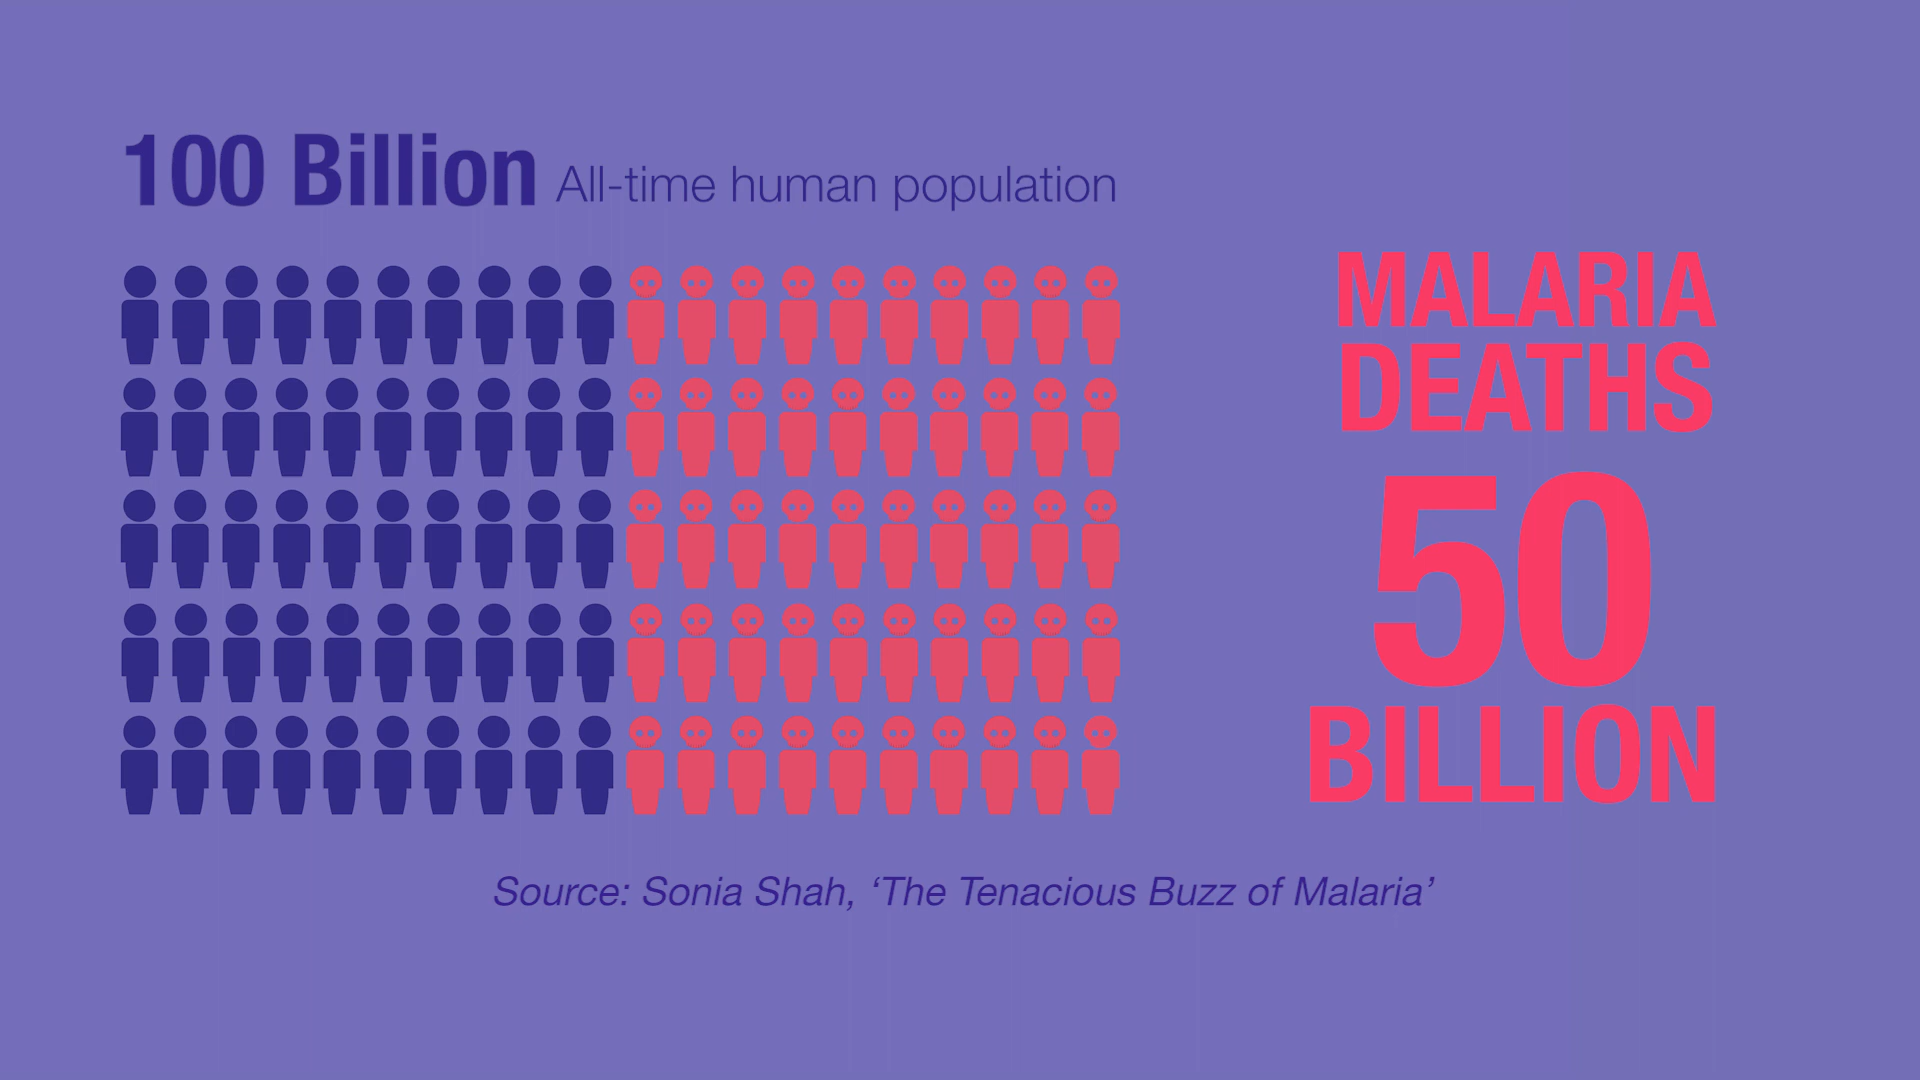 100 Billion All-time human population
MALARIA
DEATHS
50
BILLION
Source: Sonia Shah, ‘The Tenacious Buzz of Malaria’